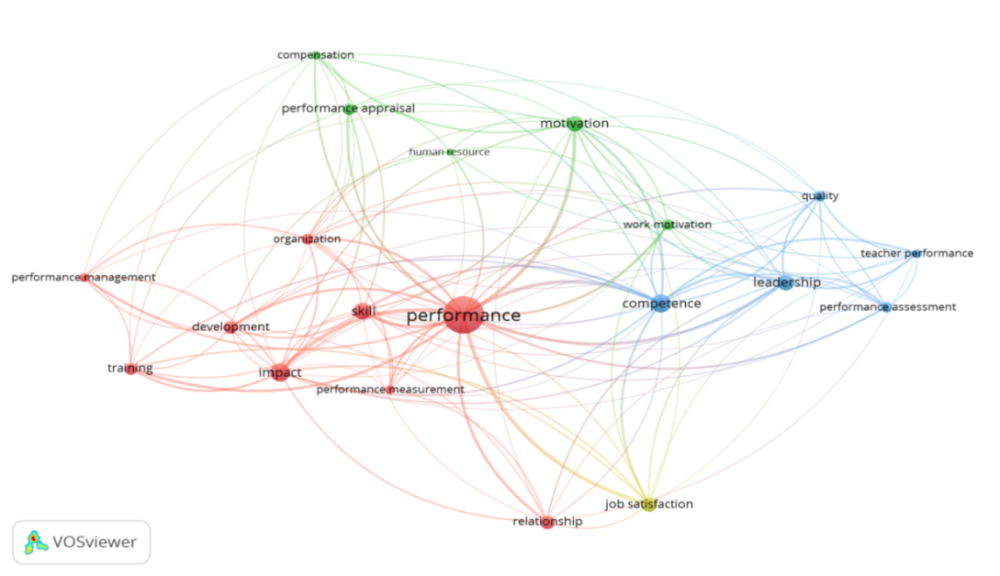 compensation
performance appraisal
motivation
human resource
quality
work motivation
organization
teacher performance
performance management
leadership
competence
performance assessment
skill
performance
development
training
impact
performance measurement
job satisfaction
relationship
VOSviewer